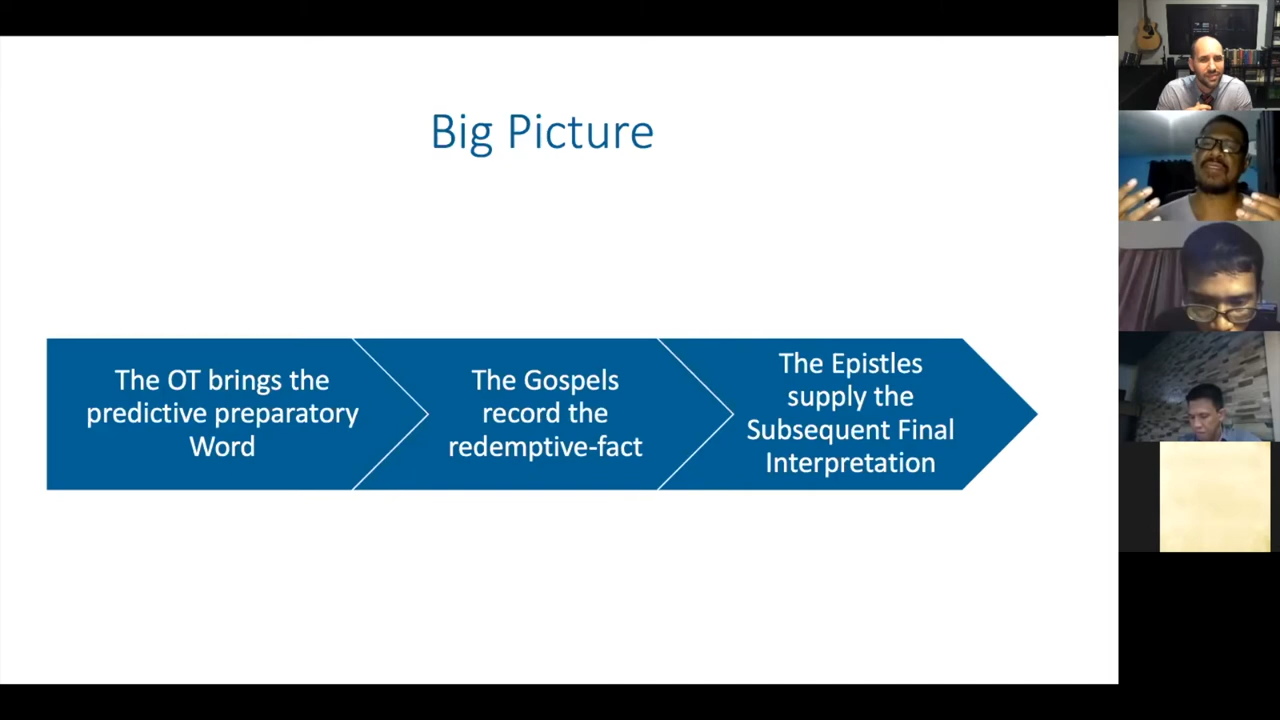 Big Picture
The OT brings the
predictive preparatory
Word
The Gospels
record the
redemptive-fact
The Epistles
supply the
Subsequent Final
Interpretation